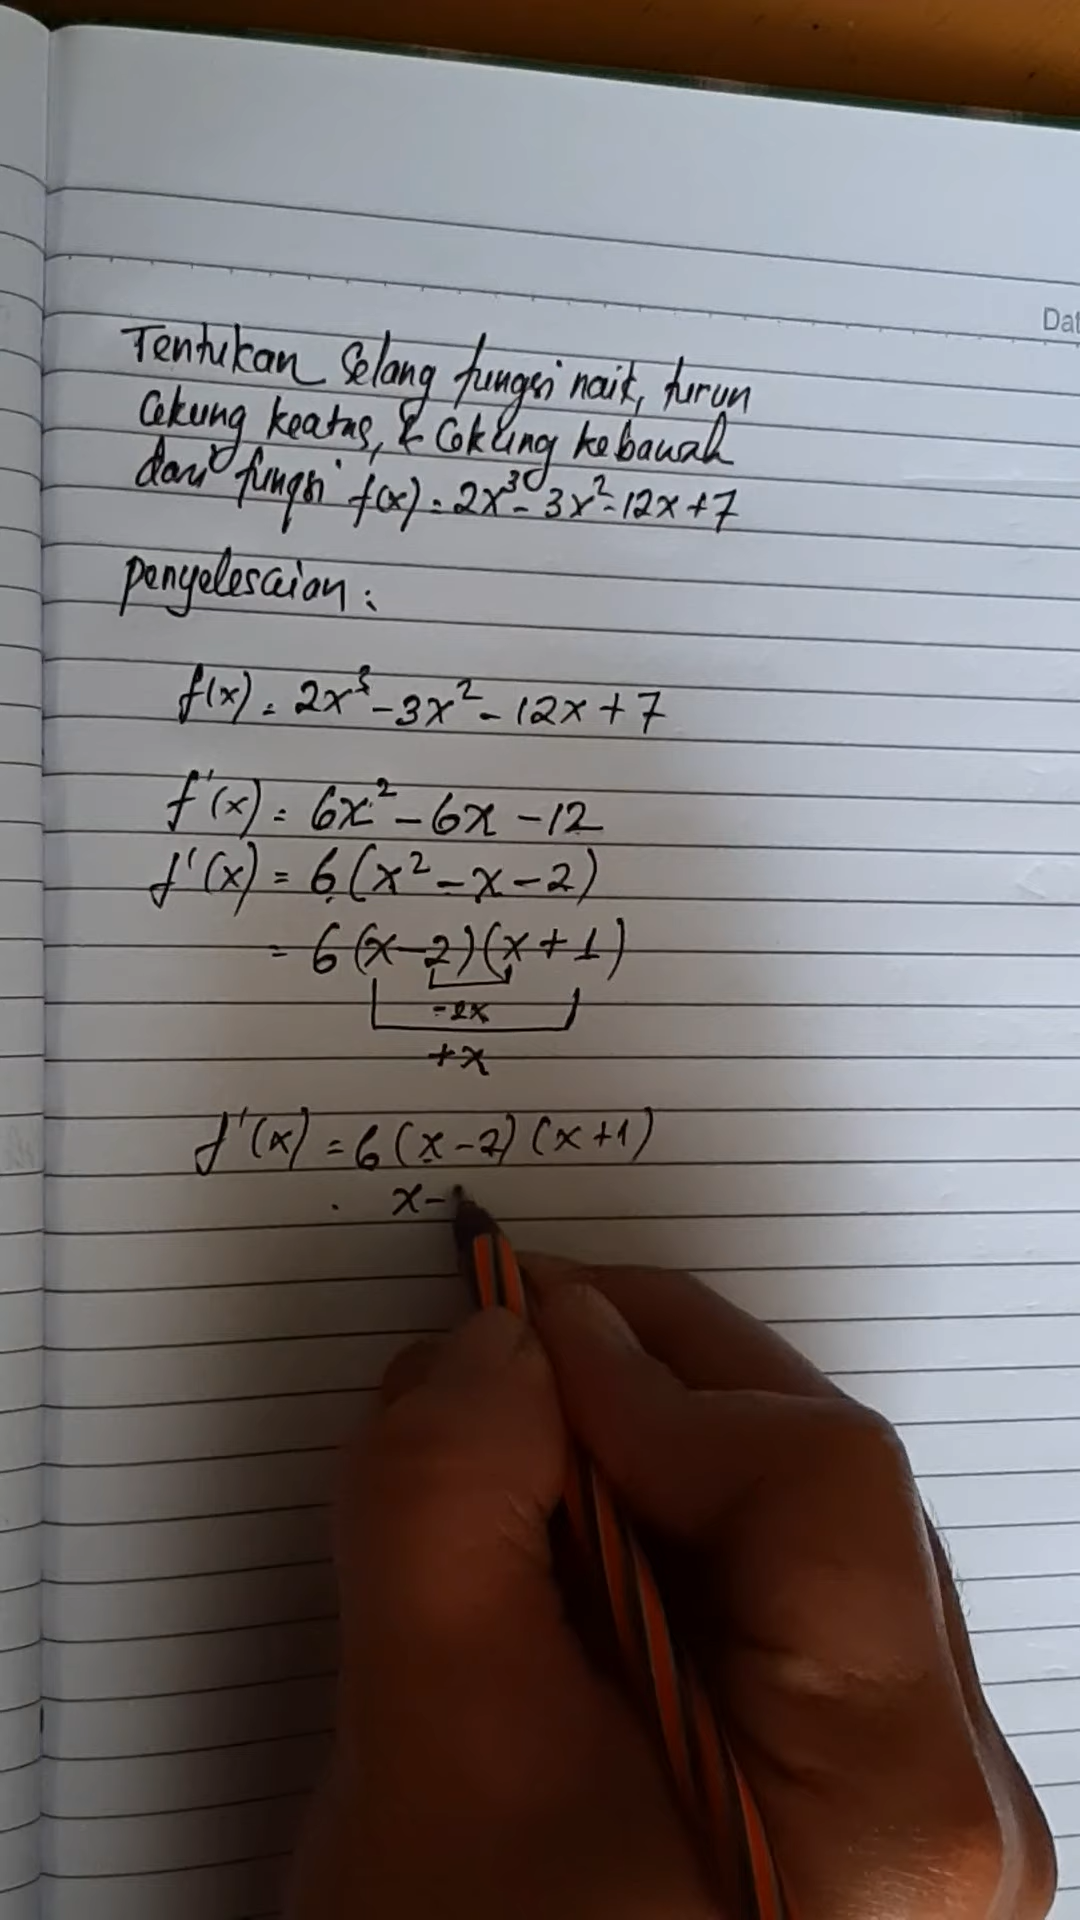 Dat
Tentukan Selang fungsi naik, turun
Cekung keatas, & Cekung kebawah
dari fungsi f(x) = 2x³ - 3x² - 12x + 7
penyelesaian :
f(x) = 2x³ - 3x² - 12x + 7
f'(x) = 6x² - 6x - 12
f'(x) = 6(x² - x - 2)
= 6(x - 2)(x + 1)
-2x
+x
f'(x) = 6(x - 2)(x + 1)
x -